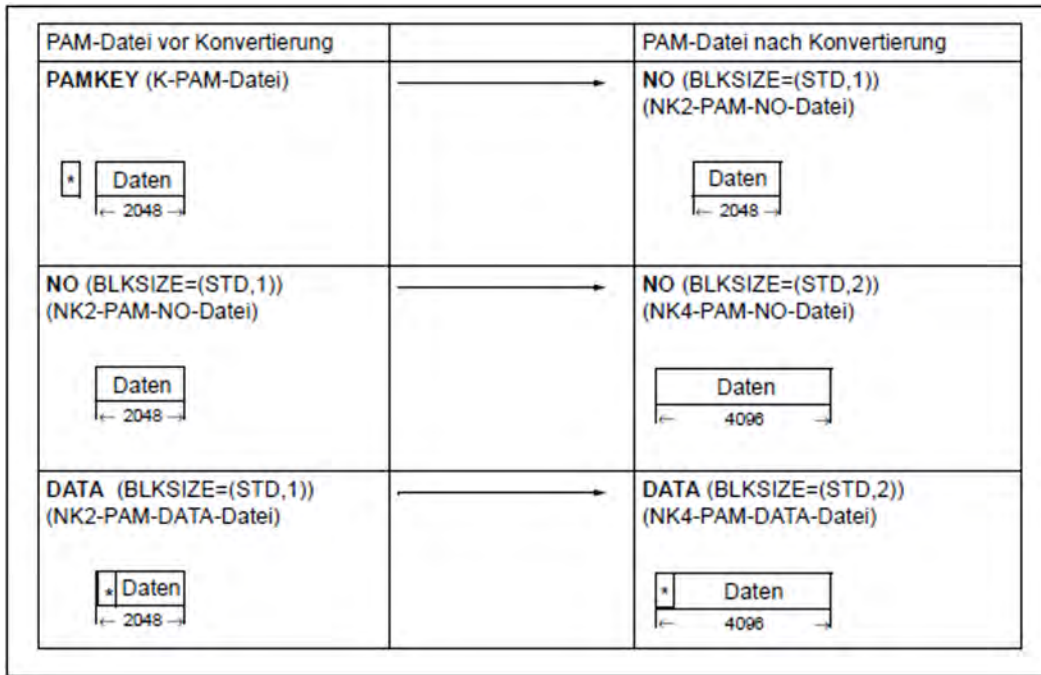 PAM-Datei vor Konvertierung
PAM-Datei nach Konvertierung
PAMKEY (K-PAM-Datei)
NO (BLKSIZE=(STD,1))
(NK2-PAM-NO-Datei)
* Daten
← 2048 →
Daten
← 2048 →
NO (BLKSIZE=(STD,1))
(NK2-PAM-NO-Datei)
NO (BLKSIZE=(STD,2))
(NK4-PAM-NO-Datei)
Daten
← 2048 →
Daten
← 4096 →
DATA (BLKSIZE=(STD,1))
(NK2-PAM-DATA-Datei)
DATA (BLKSIZE=(STD,2))
(NK4-PAM-DATA-Datei)
* Daten
← 2048 →
* Daten
← 4096 →